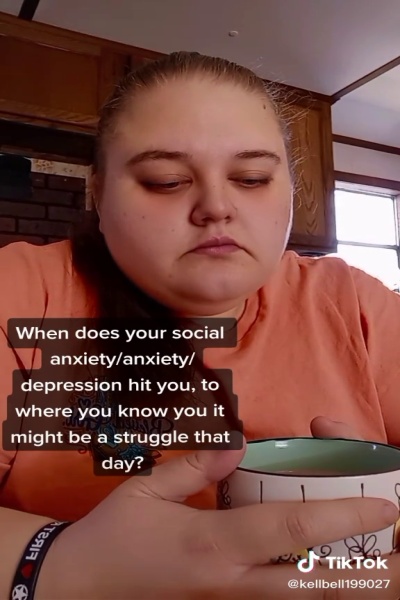 When does your social
anxiety/anxiety/
depression hit you, to
where you know you it
might be a struggle that
day?
FIRST
TikTok
@kellbell199027